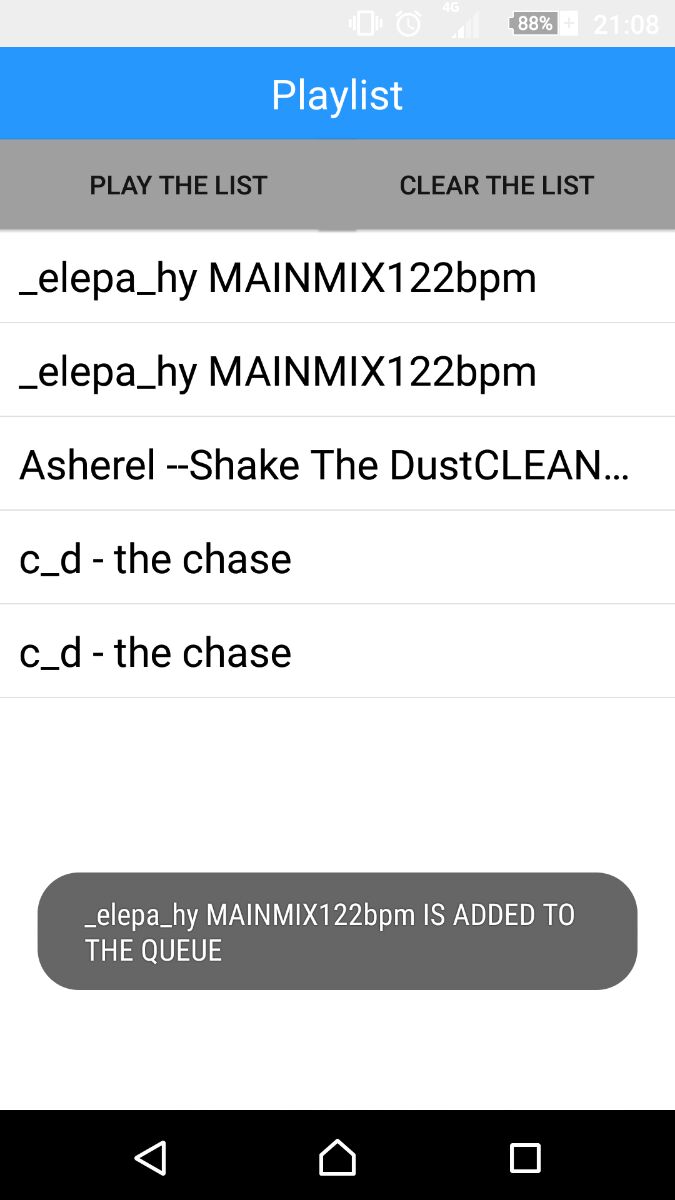 4G
88%
21:08
Playlist
PLAY THE LIST
CLEAR THE LIST
_elepa_hy MAINMIX122bpm
_elepa_hy MAINMIX122bpm
Asherel --Shake The DustCLEAN...
c_d - the chase
c_d - the chase
_elepa_hy MAINMIX122bpm IS ADDED TO
THE QUEUE